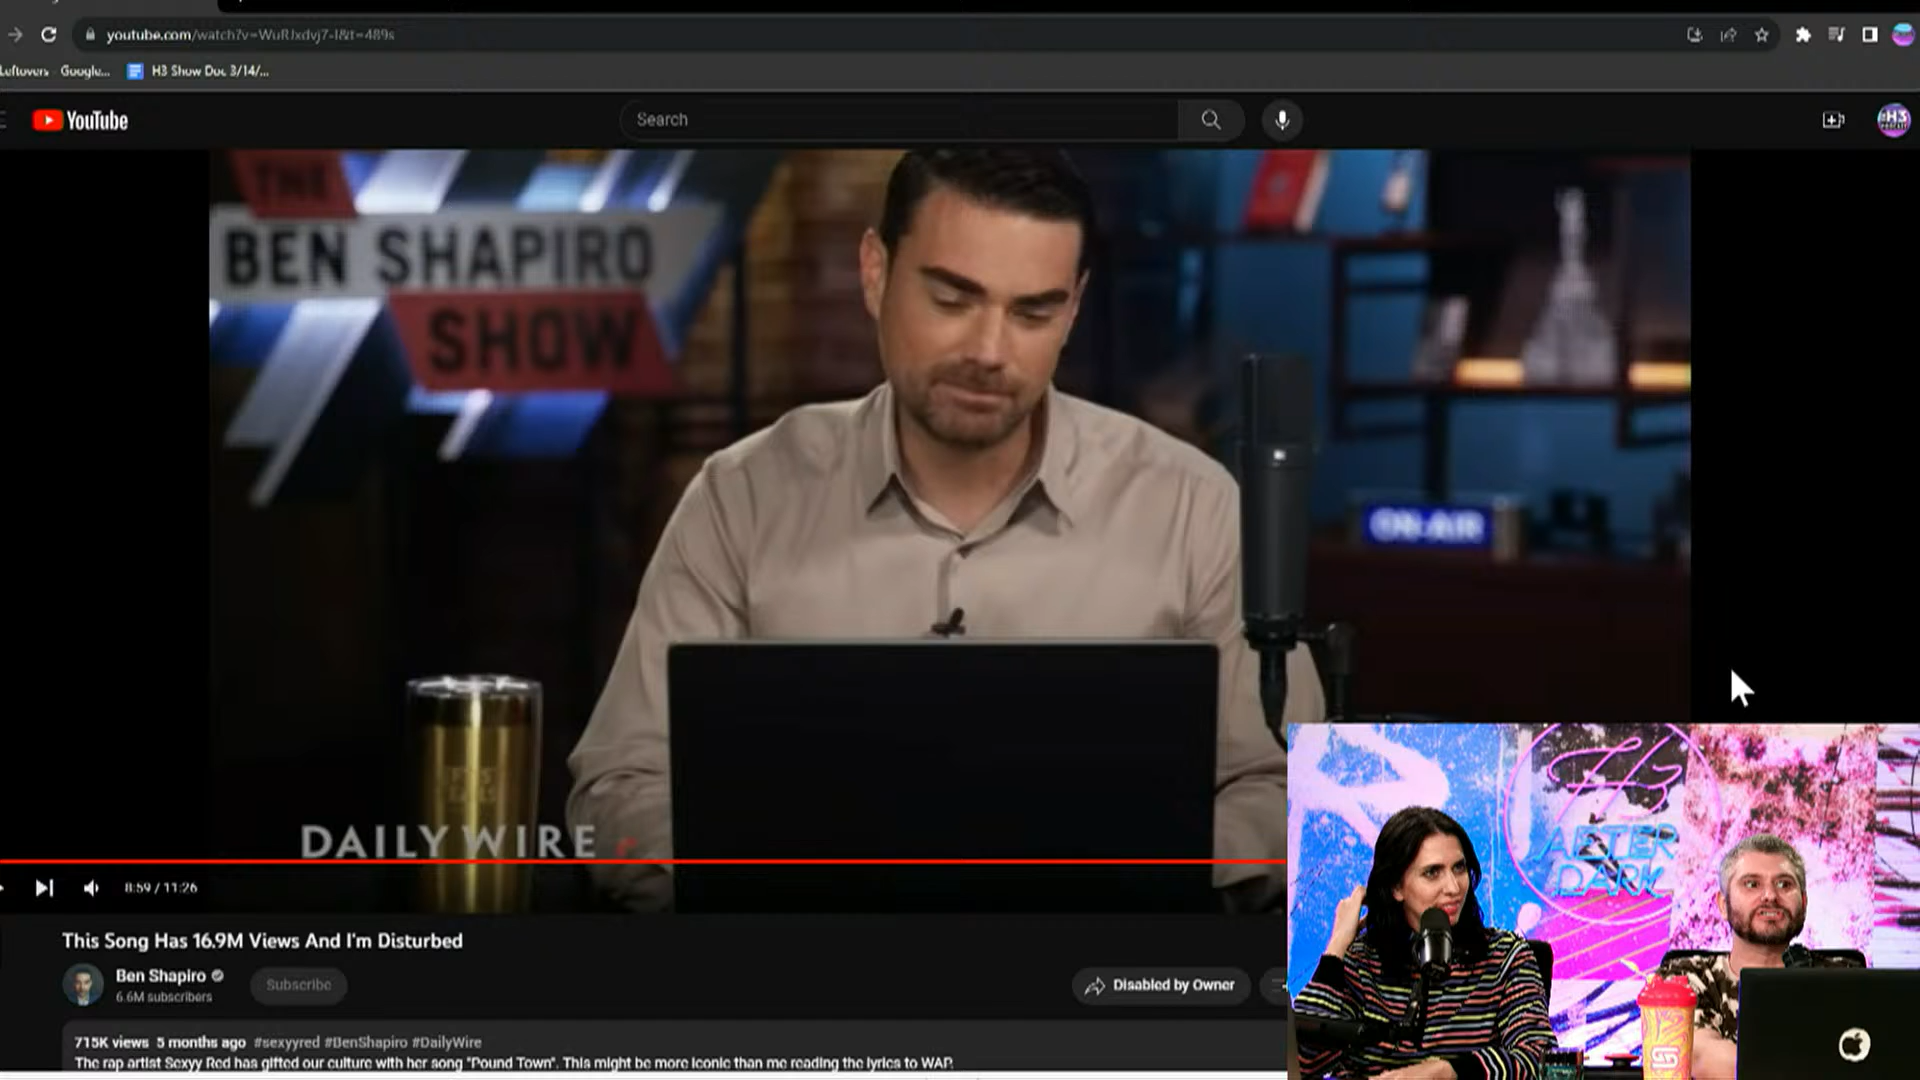 youtube.com/watch?v=WuRJxdvj7-I&t=489s
Leftovers - Google...
H3 Show Doc 3/14/...
YouTube
Search
H3
THE
BEN SHAPIRO
SHOW
ON-AIR
DAILY WIRE
H3
AFTER
DARK
8:59 / 11:26
This Song Has 16.9M Views And I'm Disturbed
Ben Shapiro
6.6M subscribers
Subscribe
Disabled by Owner
715K views 5 months ago #sexyyred #BenShapiro #DailyWire
The rap artist Sexyy Red has gifted our culture with her song "Pound Town". This might be more iconic than me reading the lyrics to WAP.